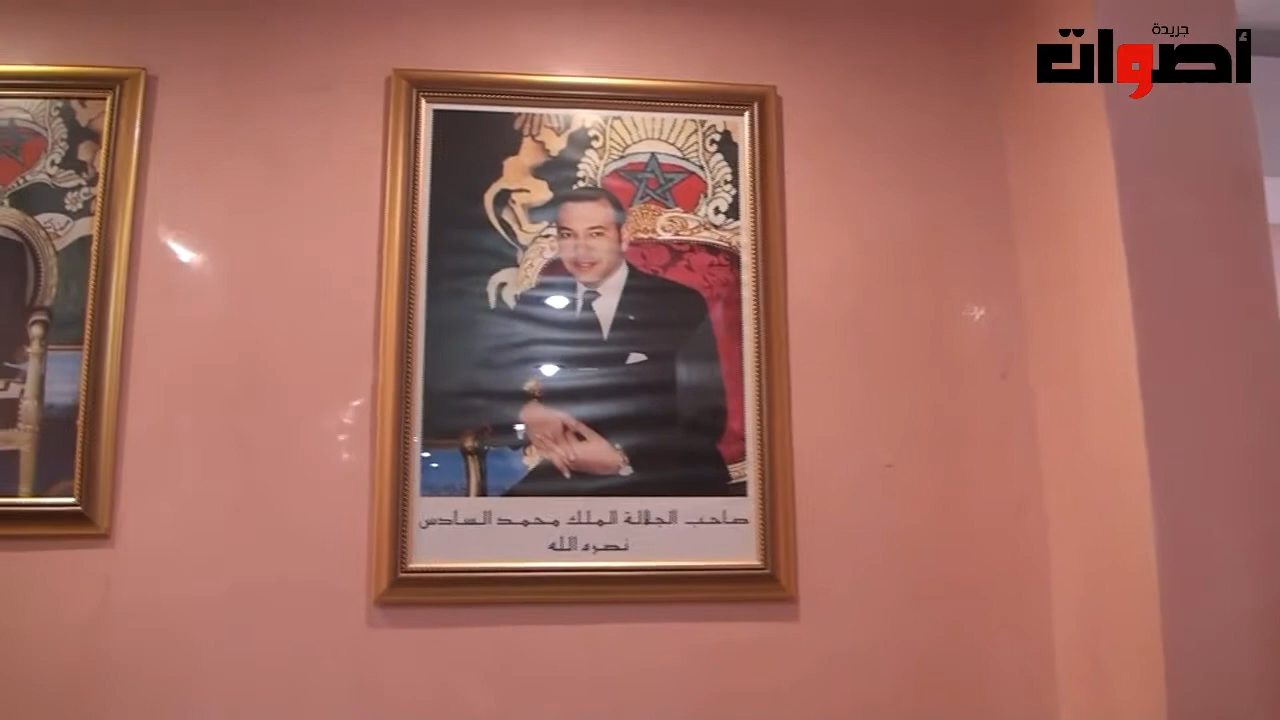 جريدة
أصوات
صاحب الجلالة الملك محمد السادس
نصره الله